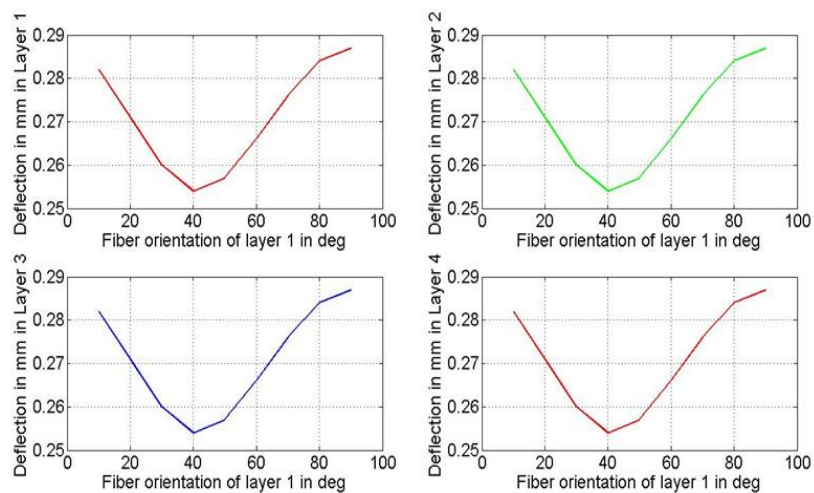 Deflection in mm in Layer 1
0.29
0.28
0.27
0.26
0.25
0 20 40 60 80 100
Fiber orientation of layer 1 in deg
Deflection in mm in Layer 2
0.29
0.28
0.27
0.26
0.25
0 20 40 60 80 100
Fiber orientation of layer 1 in deg
Deflection in mm in Layer 3
0.29
0.28
0.27
0.26
0.25
0 20 40 60 80 100
Fiber orientation of layer 1 in deg
Deflection in mm in Layer 4
0.29
0.28
0.27
0.26
0.25
0 20 40 60 80 100
Fiber orientation of layer 1 in deg